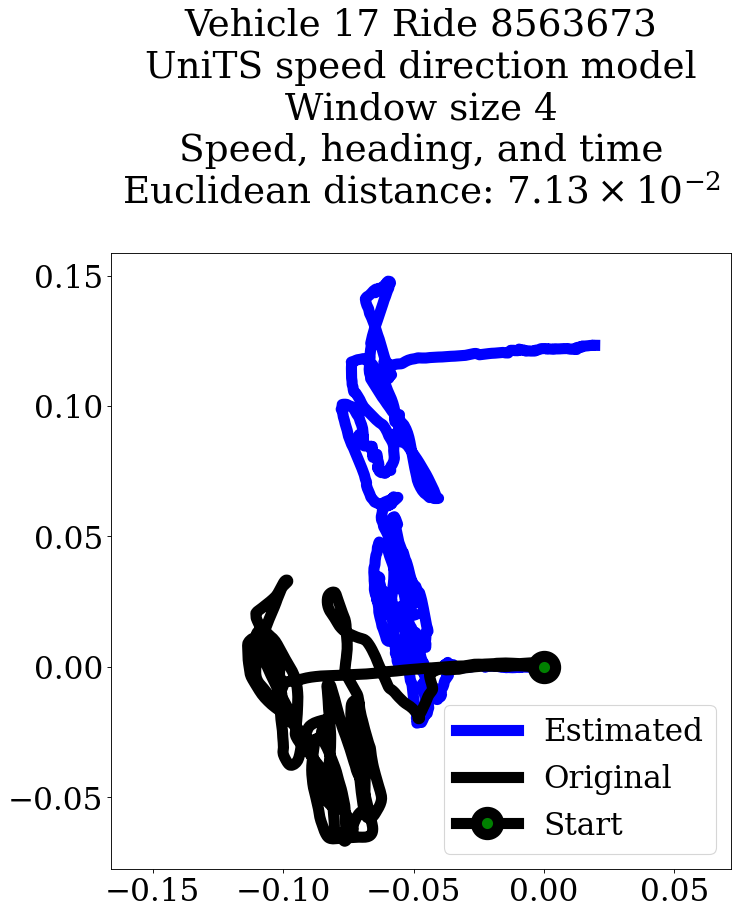 Vehicle 17 Ride 8563673
UniTS speed direction model
Window size 4
Speed, heading, and time
Euclidean distance: 7.13 × 10⁻²
0.15
0.10
0.05
0.00
−0.05
Estimated
Original
Start
−0.15 −0.10 −0.05 0.00 0.05